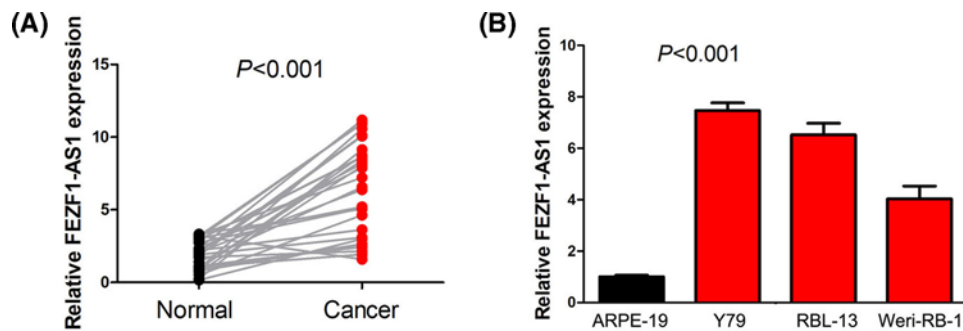 (A)
Relative FEZF1-AS1 expression
15
10
5
0
P<0.001
Normal
Cancer
(B)
Relative FEZF1-AS1 expression
10
8
6
4
2
0
P<0.001
ARPE-19
Y79
RBL-13
Weri-RB-1